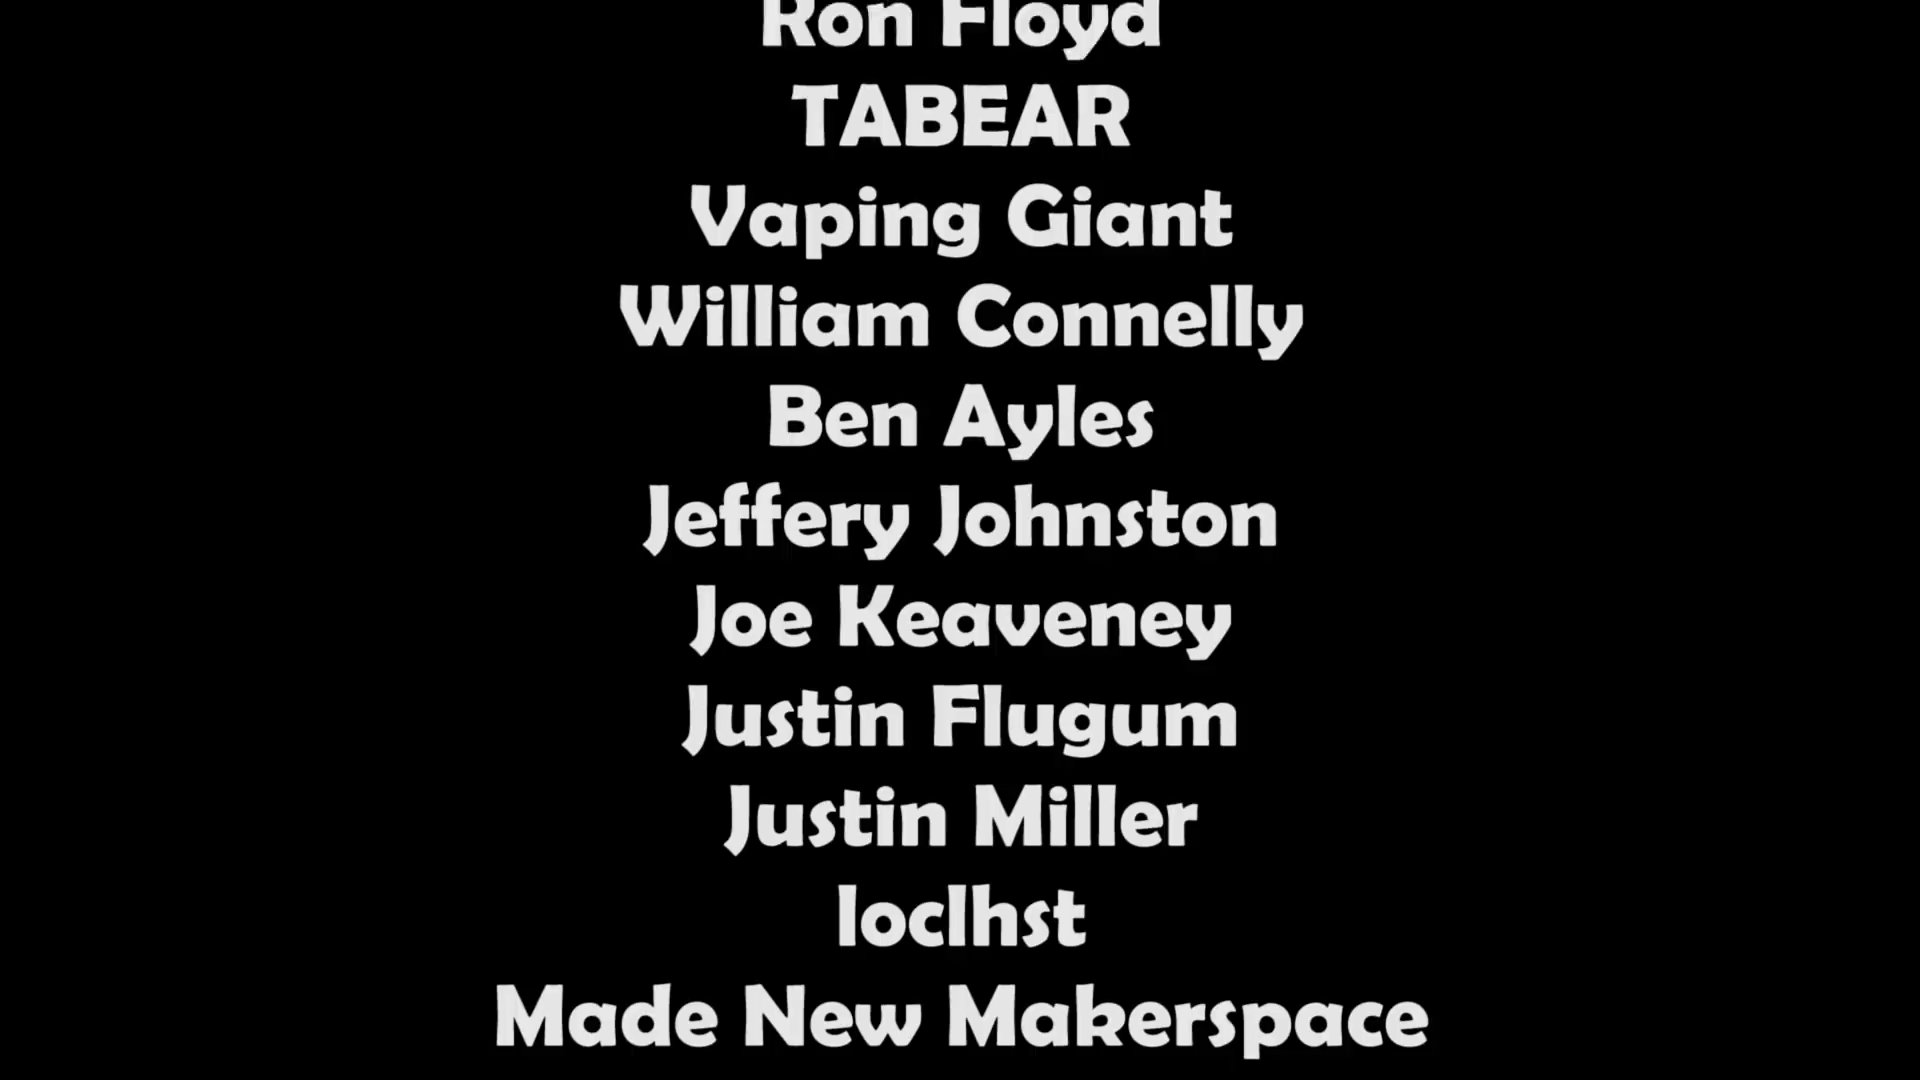 Ron Floyd
TABEAR
Vaping Giant
William Connelly
Ben Ayles
Jeffery Johnston
Joe Keaveney
Justin Flugum
Justin Miller
loclhst
Made New Makerspace